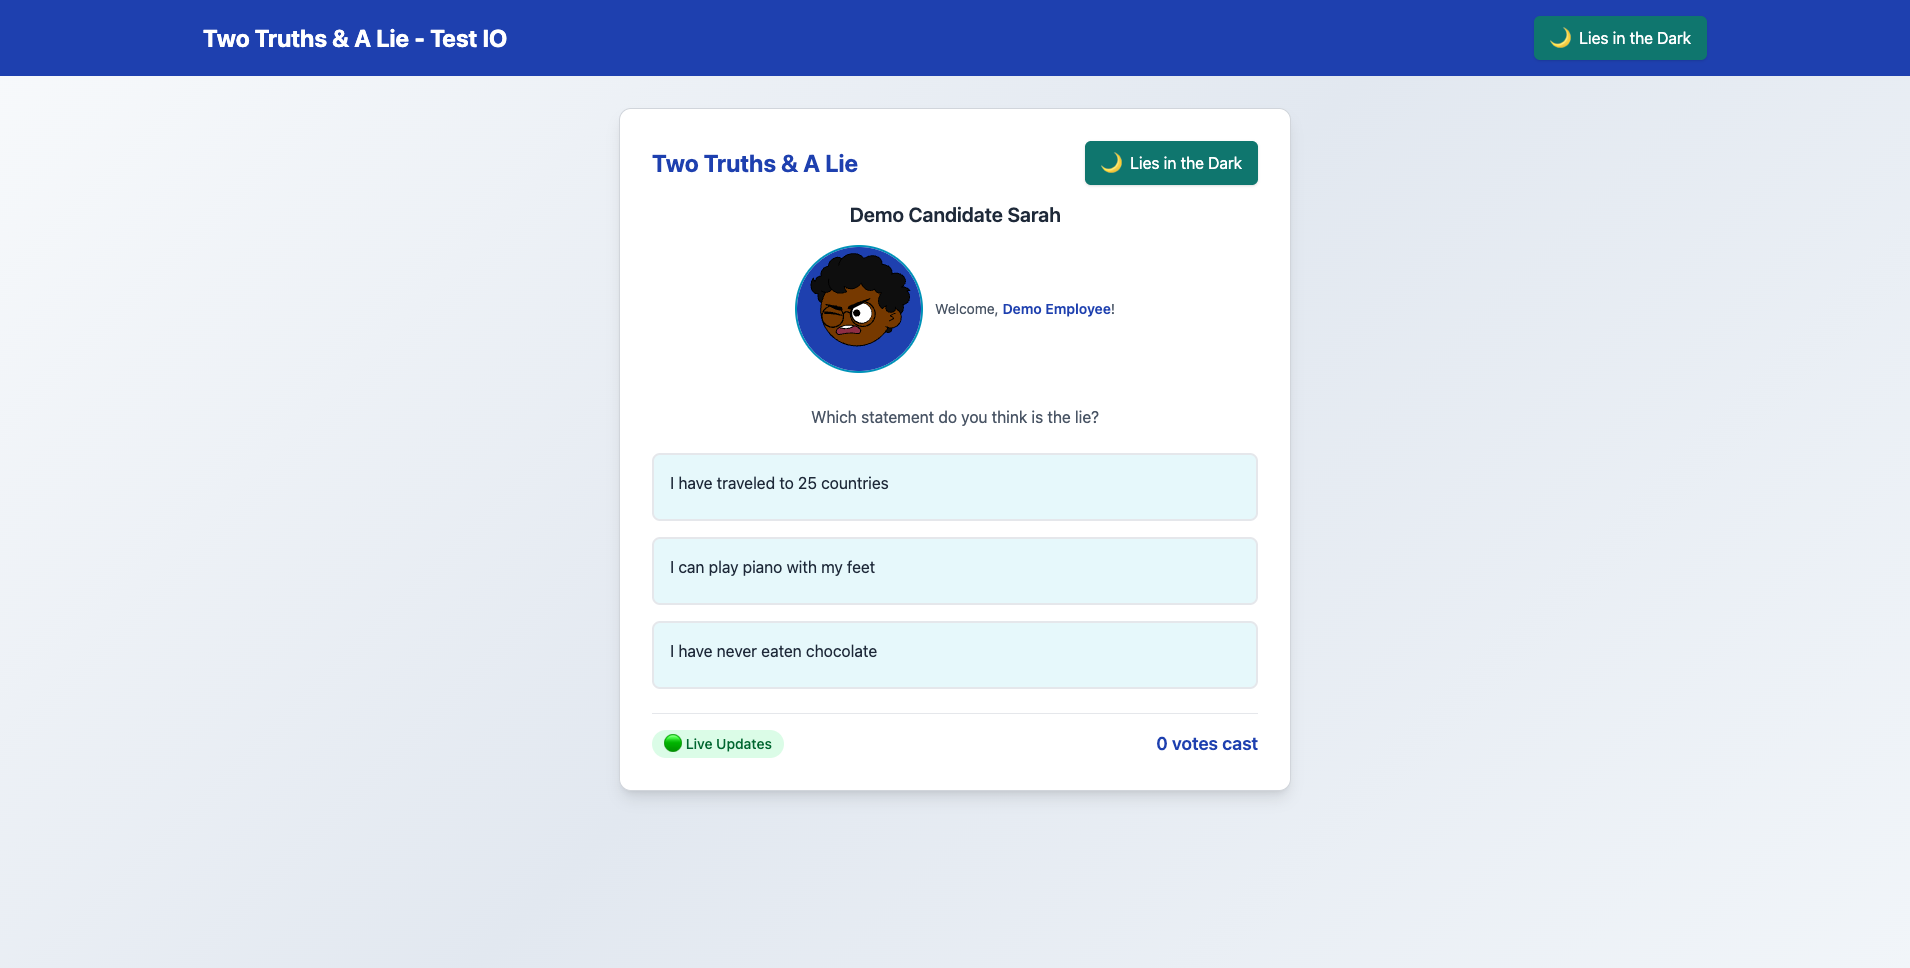 Two Truths & A Lie - Test IO
Lies in the Dark
Two Truths & A Lie
Lies in the Dark
Demo Candidate Sarah
Welcome, Demo Employee!
Which statement do you think is the lie?
I have traveled to 25 countries
I can play piano with my feet
I have never eaten chocolate
Live Updates
0 votes cast